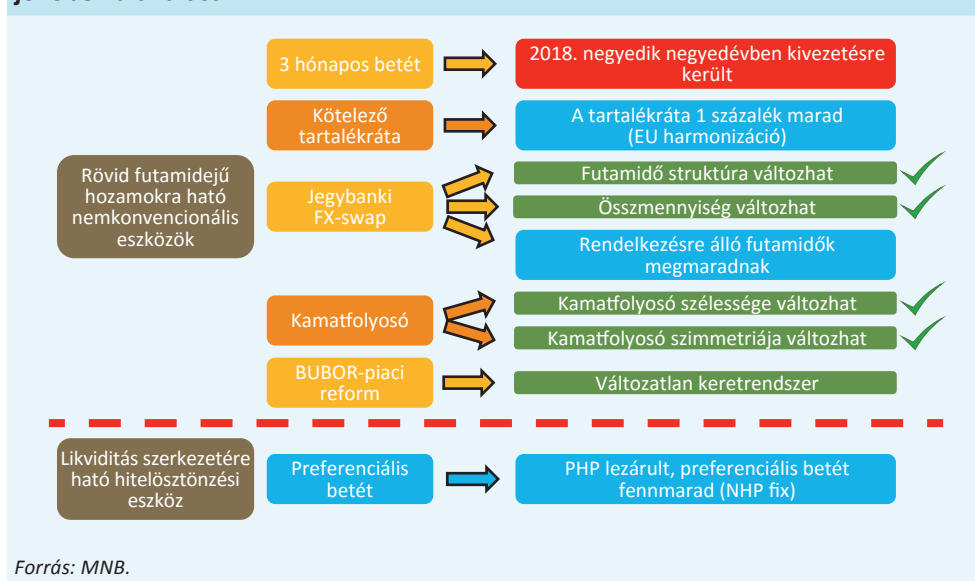 3 hónapos betét
2018. negyedik negyedévben kivezetésre
került
Kötelező
tartalékráta
A tartalékráta 1 százalék marad
(EU harmonizáció)
Rövid futamidejű
hozamokra ható
nemkonvencionális
eszközök
Jegybanki
FX-swap
Futamidő struktúra változhat
Összmennyiség változhat
Rendelkezésre álló futamidők
megmaradnak
Kamatfolyosó
Kamatfolyosó szélessége változhat
Kamatfolyosó szimmetriája változhat
BUBOR-piaci
reform
Változatlan keretrendszer
Likviditás szerkezetére
ható hitelösztönzési
eszköz
Preferenciális
betét
PHP lezárult, preferenciális betét
fennmarad (NHP fix)
Forrás: MNB.